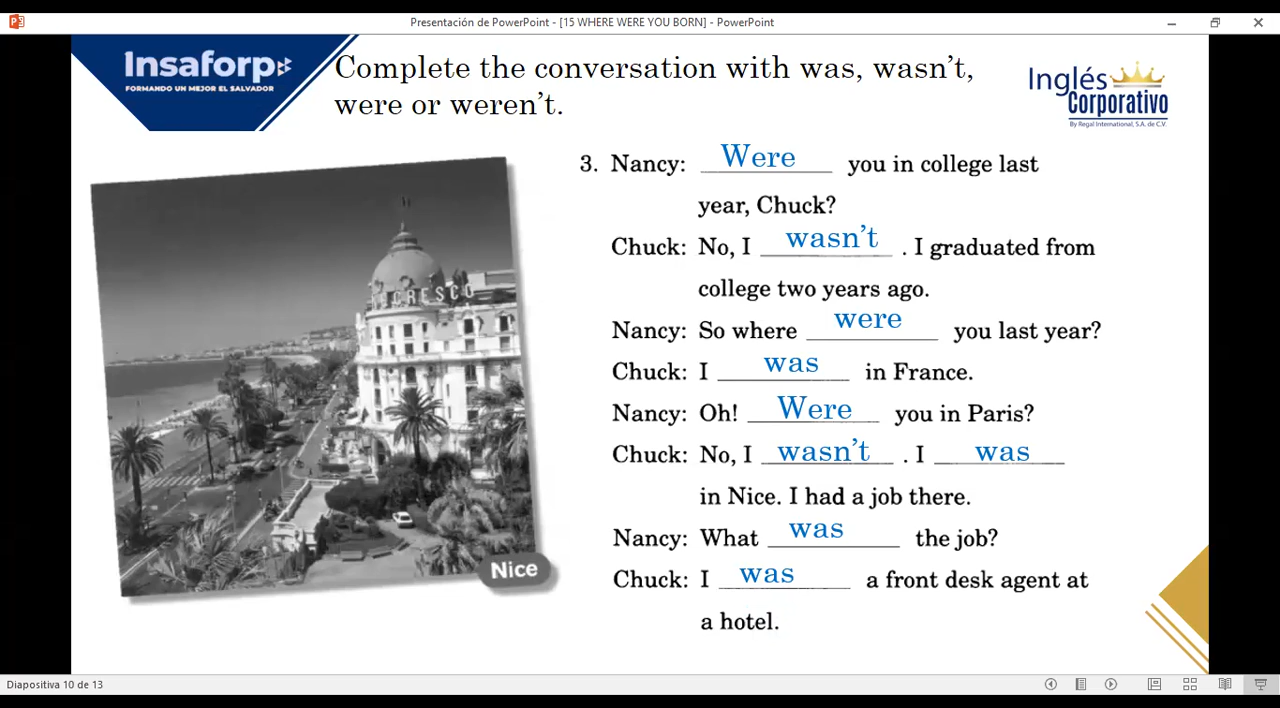 Presentación de PowerPoint - [15 WHERE WERE YOU BORN] - PowerPoint
Insaforp
FORMANDO UN MEJOR EL SALVADOR
Complete the conversation with was, wasn't,
were or weren't.
Inglés
Corporativo
By Regal International, S.A. de C.V.
3. Nancy: Were you in college last
year, Chuck?
Chuck: No, I wasn't . I graduated from
college two years ago.
Nancy: So where were you last year?
Chuck: I was in France.
Nancy: Oh! Were you in Paris?
Chuck: No, I wasn't . I was
in Nice. I had a job there.
Nancy: What was the job?
Chuck: I was a front desk agent at
a hotel.
Nice
Diapositiva 10 de 13